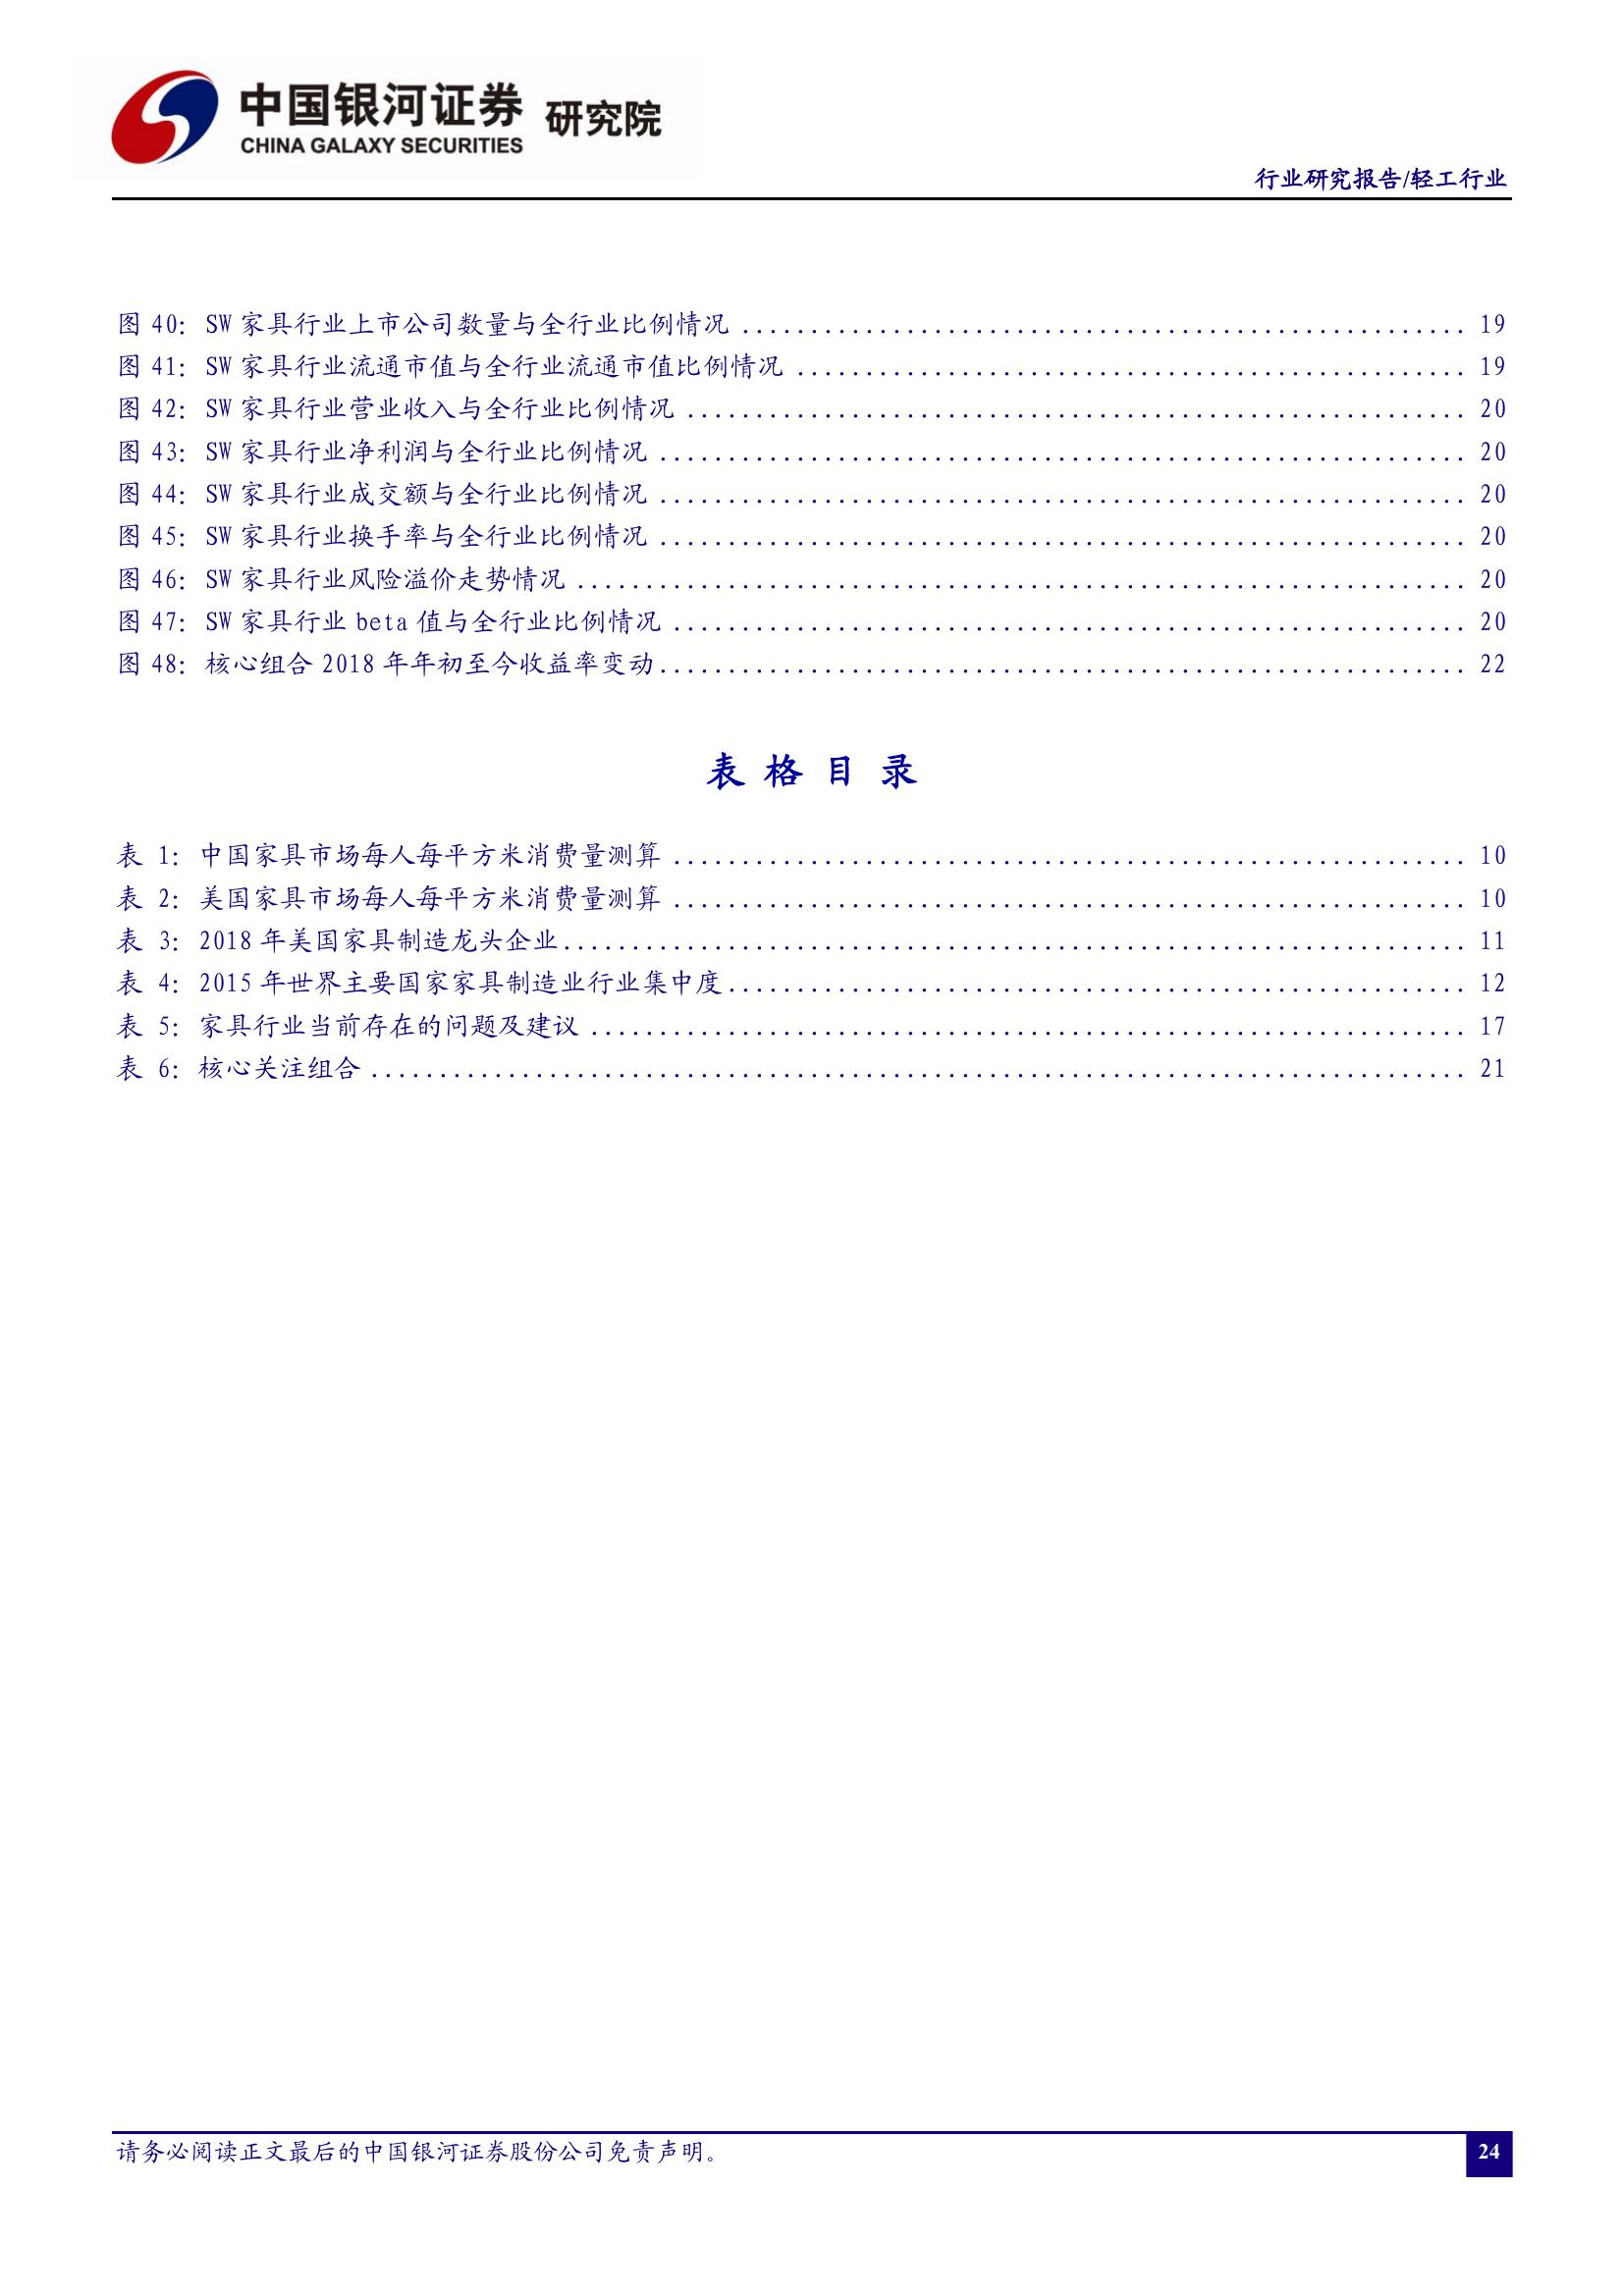 中国银河证券 研究院
CHINA GALAXY SECURITIES
行业研究报告/轻工行业
图 40: SW 家具行业上市公司数量与全行业比例情况 ........ 19
图 41: SW 家具行业流通市值与全行业流通市值比例情况 ........ 19
图 42: SW 家具行业营业收入与全行业比例情况 ........ 20
图 43: SW 家具行业净利润与全行业比例情况 ........ 20
图 44: SW 家具行业成交额与全行业比例情况 ........ 20
图 45: SW 家具行业换手率与全行业比例情况 ........ 20
图 46: SW 家具行业风险溢价走势情况 ........ 20
图 47: SW 家具行业 beta 值与全行业比例情况 ........ 20
图 48: 核心组合 2018 年年初至今收益率变动 ........ 22
表 格 目 录
表 1: 中国家具市场每人每平方米消费量测算 ........ 10
表 2: 美国家具市场每人每平方米消费量测算 ........ 10
表 3: 2018 年美国家具制造龙头企业 ........ 11
表 4: 2015 年世界主要国家家具制造业行业集中度 ........ 12
表 5: 家具行业当前存在的问题及建议 ........ 17
表 6: 核心关注组合 ........ 21
请务必阅读正文最后的中国银河证券股份公司免责声明。
24